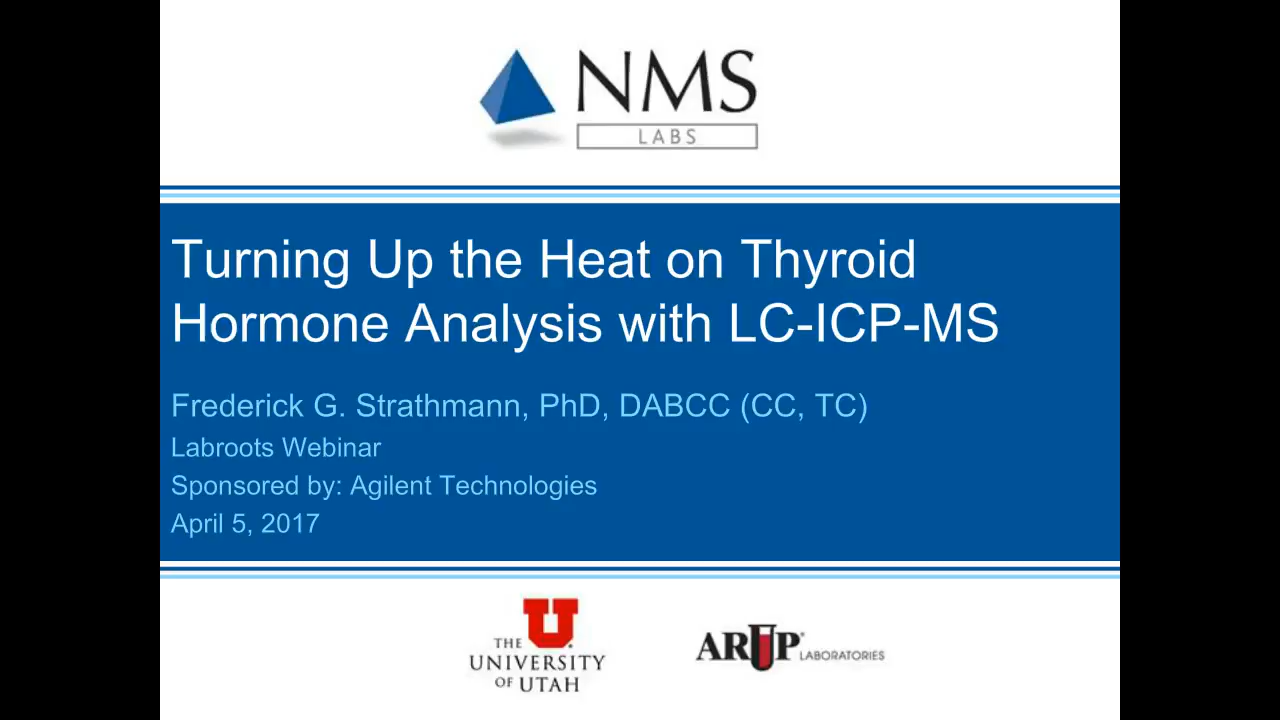 NMS
LABS
Turning Up the Heat on Thyroid
Hormone Analysis with LC-ICP-MS
Frederick G. Strathmann, PhD, DABCC (CC, TC)
Labroots Webinar
Sponsored by: Agilent Technologies
April 5, 2017
THE
UNIVERSITY
OF UTAH
ARUP LABORATORIES